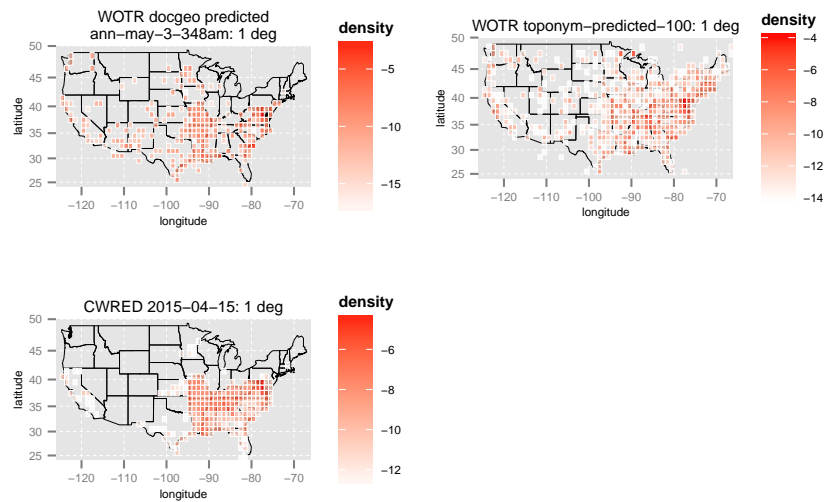 WOTR docgeo predicted
ann−may−3−348am: 1 deg
50
45
40
35
30
25
latitude
−120 −110 −100 −90 −80 −70
longitude
density
−5
−10
−15
WOTR toponym−predicted−100: 1 deg
50
45
40
35
30
25
latitude
−120 −110 −100 −90 −80 −70
longitude
density
−4
−6
−8
−10
−12
−14
CWRED 2015−04−15: 1 deg
50
45
40
35
30
25
latitude
−120 −110 −100 −90 −80 −70
longitude
density
−6
−8
−10
−12